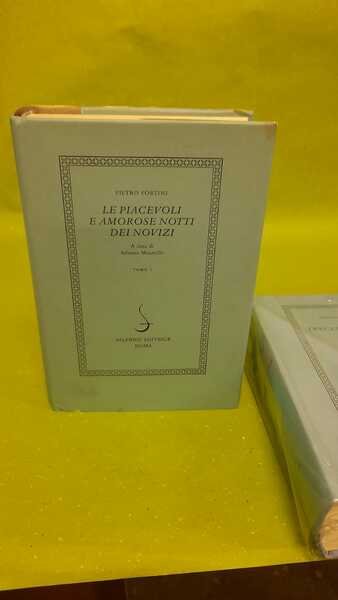 PIETRO FORTINI
LE PIACEVOLI
E AMOROSE NOTTI
DEI NOVIZI
A cura di
Adriana Mauriello
TOMO I
SALERNO EDITRICE
ROMA